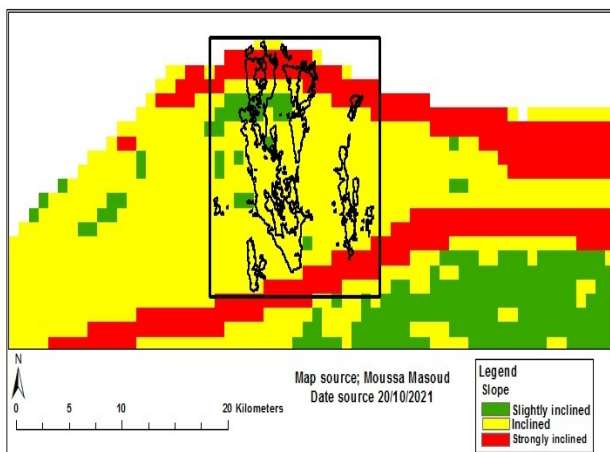 N
0 5 10 20 Kilometers
Map source; Moussa Masoud
Date source 20/10/2021
Legend
Slope
Slightly inclined
Inclined
Strongly inclined